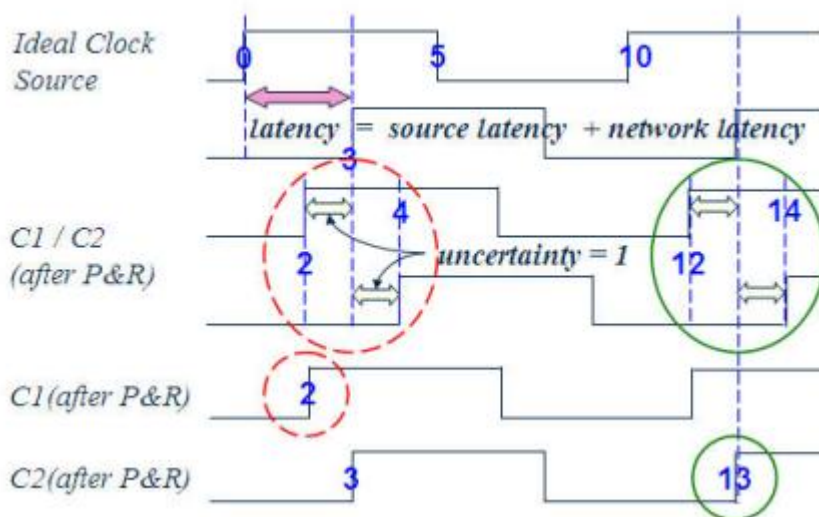 Ideal Clock
Source
0 5 10
latency = source latency + network latency
3
C1 / C2
(after P&R)
4 14
2 uncertainty = 1 12
C1(after P&R) 2
C2(after P&R) 3 13